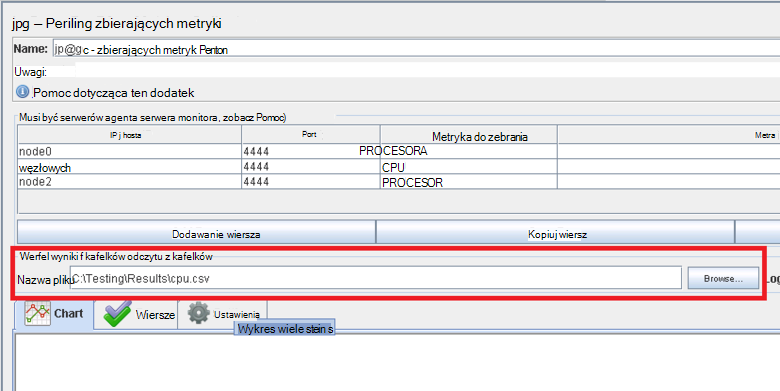 jpg – Periling zbierających metryki
Name: jp@gc - zbierających metryk Penton
Uwagi:
Pomoc dotycząca ten dodatek
Musi być serwerów agenta serwera monitora, zobacz Pomoc)
IP j hosta Port Metryka do zebrania Metra
node0 4444 PROCESORA
węzłowych 4444 CPU
node2 4444 PROCESOR
Dodawanie wiersza Kopiuj wiersz
Werfel wyniki f kafelków odczytu z kafelków
Nazwa pliku C:\Testing\Results\cpu.csv Browse... Log
Chart Wiersze Ustawienia
Wykres wiele stein s